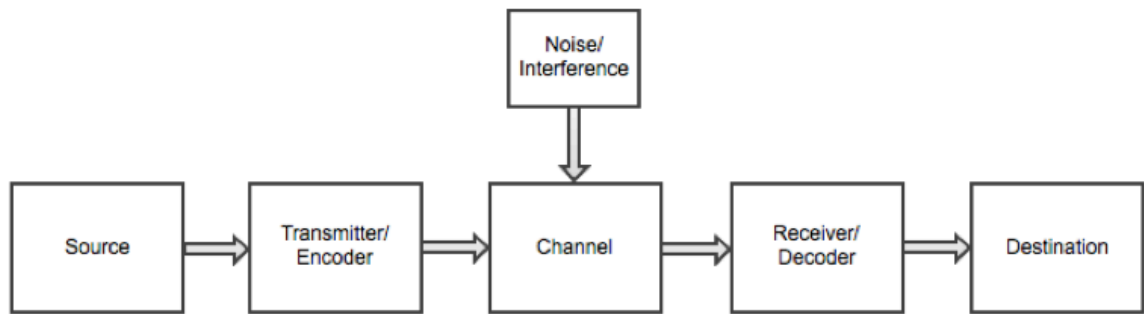 Noise/
Interference
Source
Transmitter/
Encoder
Channel
Receiver/
Decoder
Destination